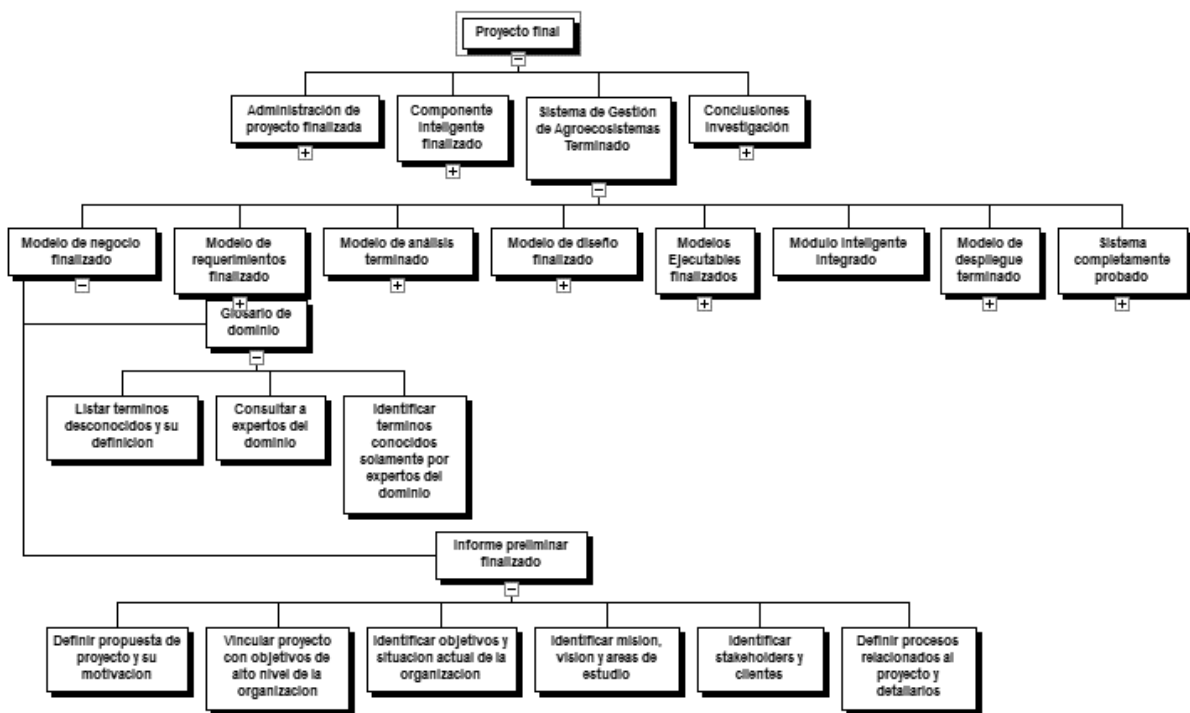 Proyecto final
Administración de
proyecto finalizada
Componente
Inteligente
finalizado
Sistema de Gestión
de Agroecosistemas
Terminado
Conclusiones
Investigación
Modelo de negocio
finalizado
Modelo de
requerimientos
finalizado
Modelo de análisis
terminado
Modelo de diseño
finalizado
Modelos
Ejecutables
finalizados
Módulo Inteligente
Integrado
Modelo de
despliegue
terminado
Sistema
completamente
probado
Glosario de
dominio
Listar terminos
desconocidos y su
definicion
Consultar a
expertos del
dominio
Identificar
terminos
conocidos
solamente por
expertos del
dominio
Informe preliminar
finalizado
Definir propuesta de
proyecto y su
motivacion
Vincular proyecto
con objetivos de
alto nivel de la
organizacion
Identificar objetivos y
situacion actual de la
organizacion
Identificar mision,
vision y areas de
estudio
Identificar
stakeholders y
clientes
Definir procesos
relacionados al
proyecto y
detallarlos